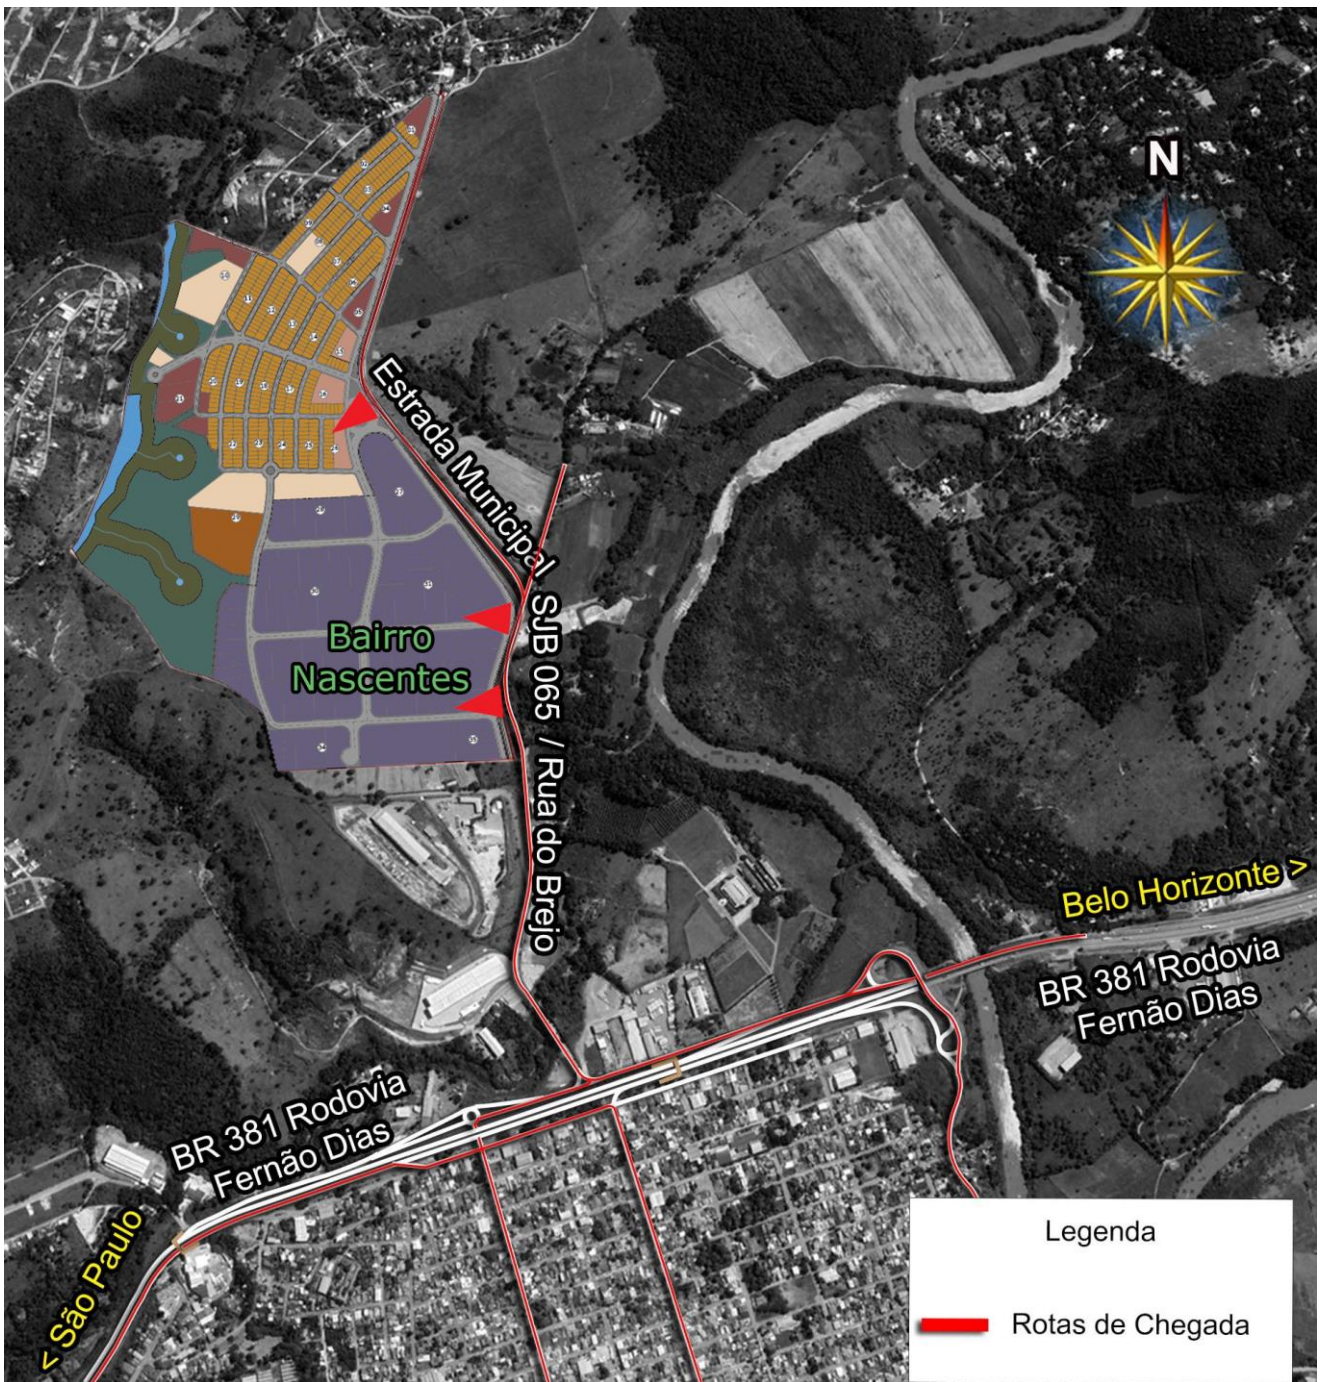 N
Estrada Municipal SJB 065 / Rua do Brejo
Bairro
Nascentes
Belo Horizonte >
BR 381 Rodovia
Fernão Dias
BR 381 Rodovia
Fernão Dias
< São Paulo
Legenda
Rotas de Chegada